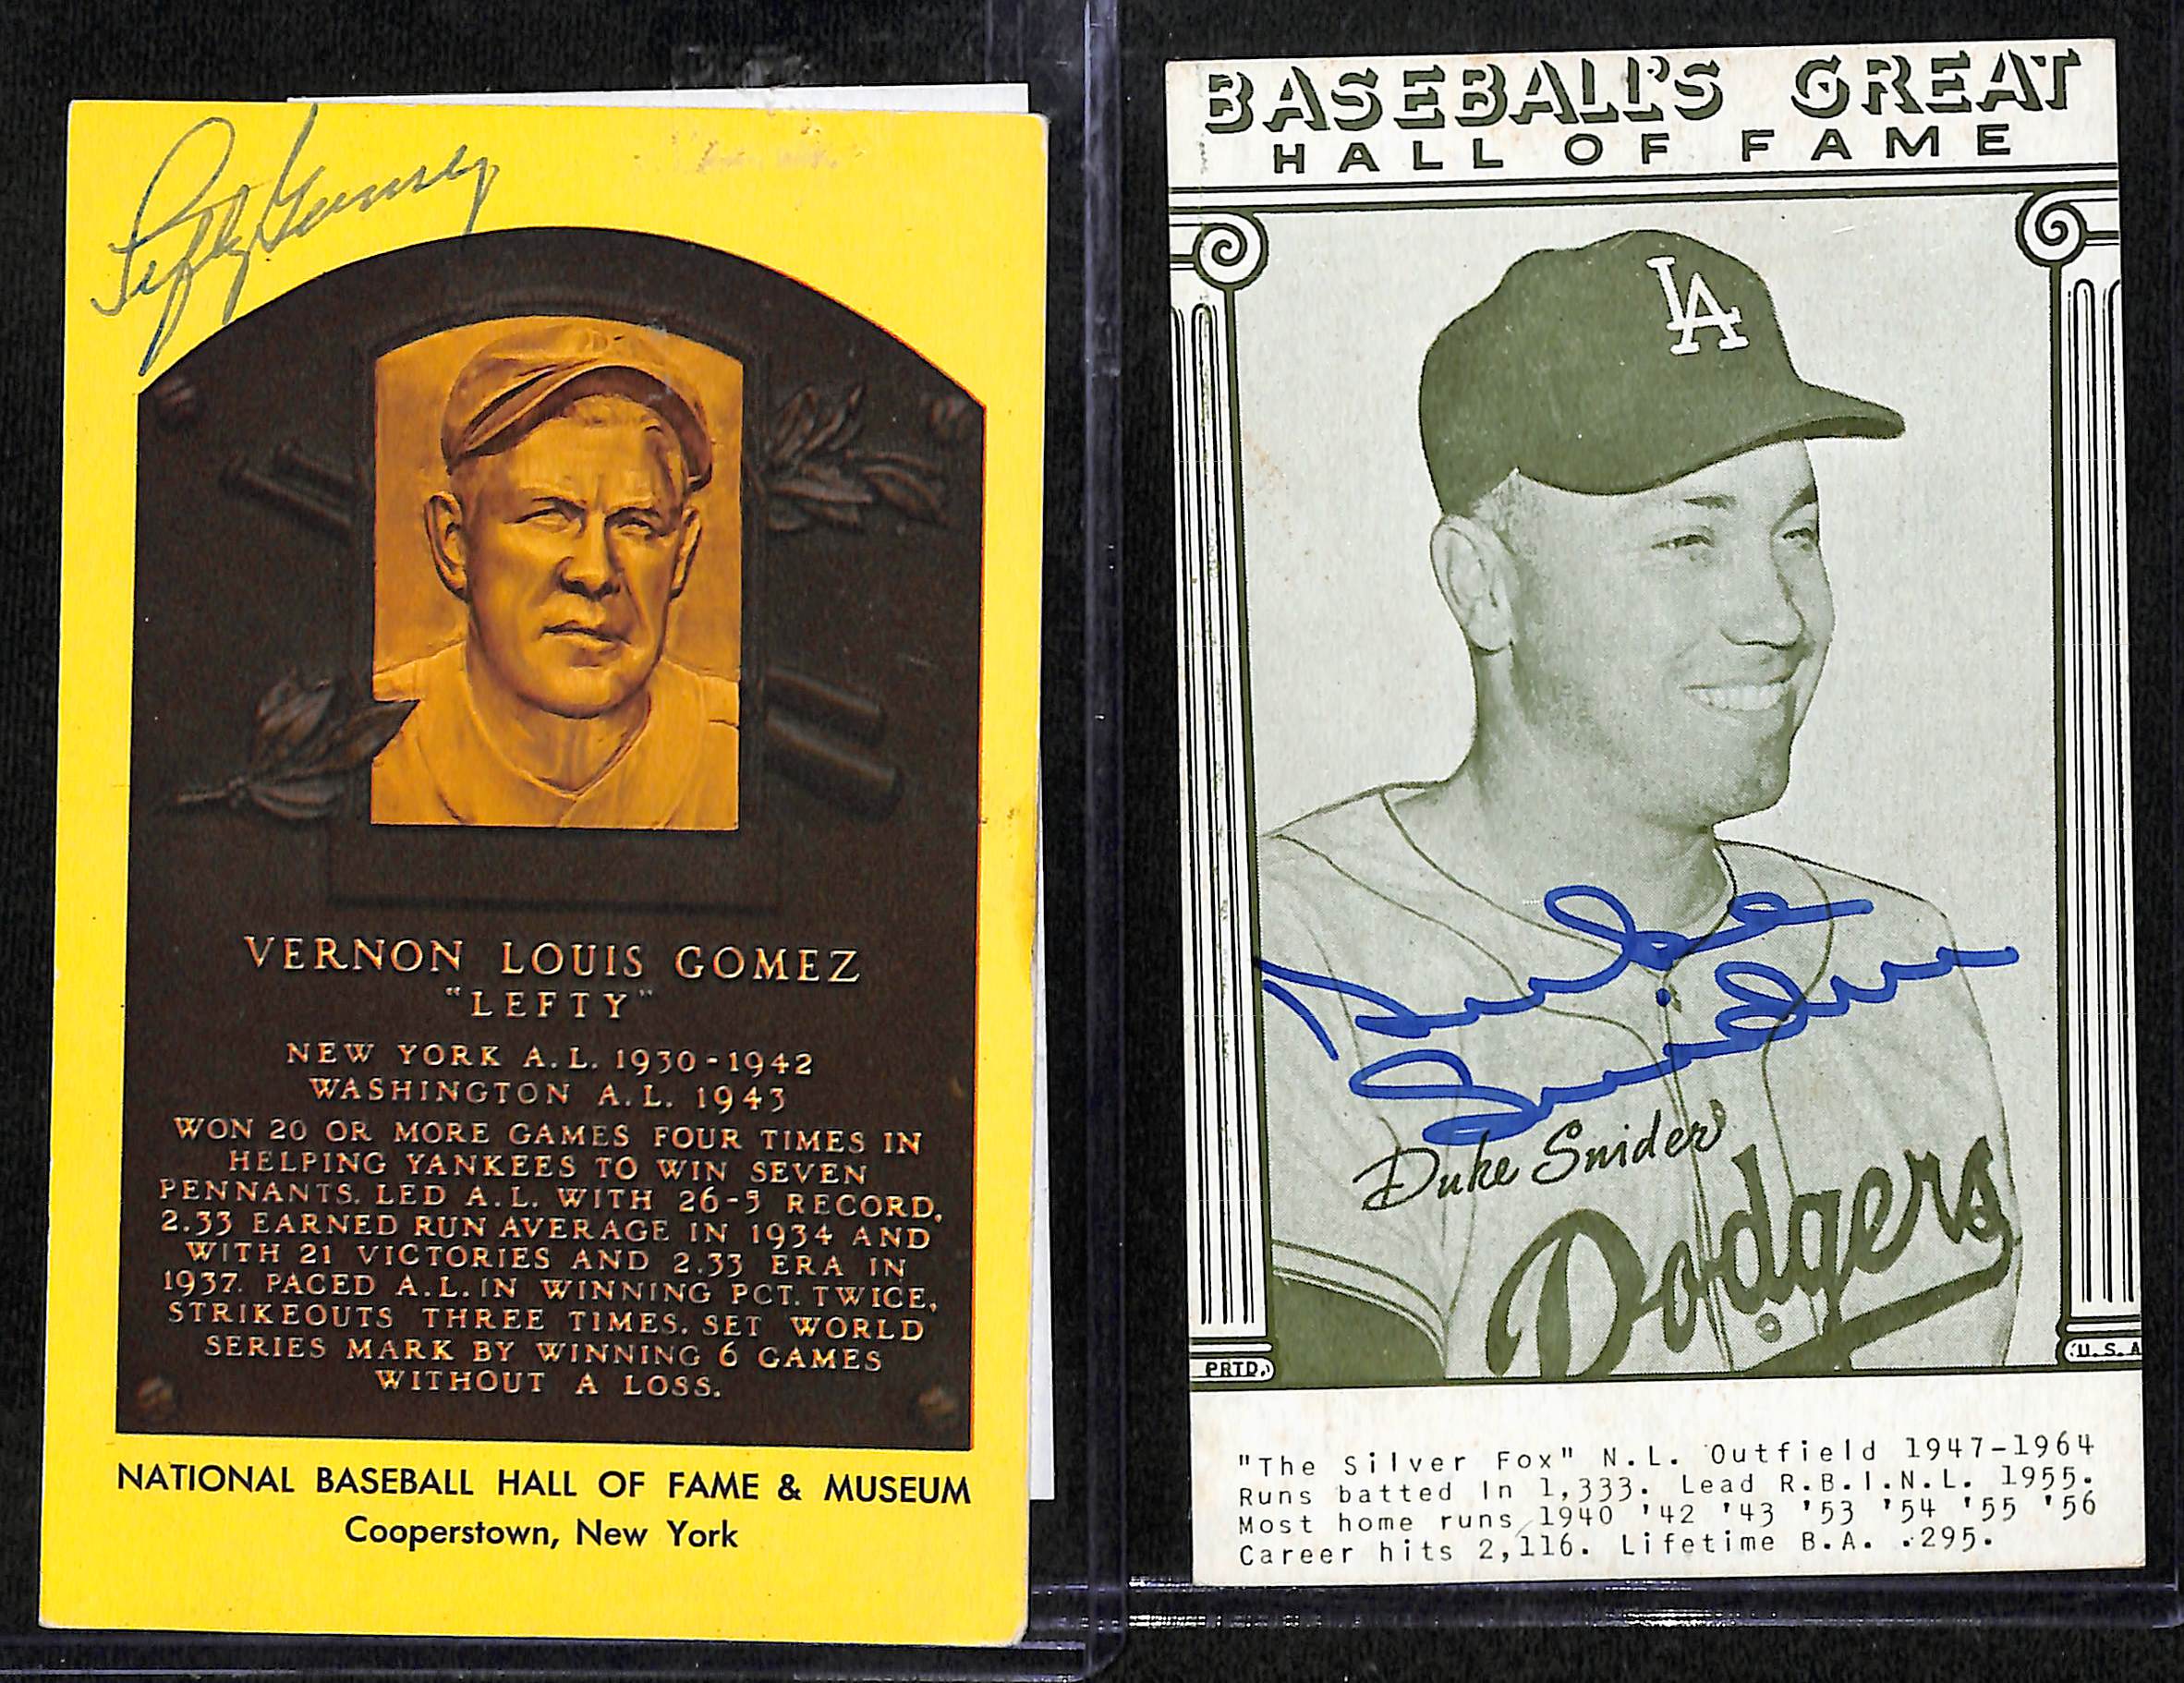 Lefty Gomez
VERNON LOUIS GOMEZ
"LEFTY"
NEW YORK A.L. 1930-1942
WASHINGTON A.L. 1943
WON 20 OR MORE GAMES FOUR TIMES IN
HELPING YANKEES TO WIN SEVEN
PENNANTS. LED A.L. WITH 26-5 RECORD,
2.33 EARNED RUN AVERAGE IN 1934 AND
WITH 21 VICTORIES AND 2.33 ERA IN
1937. PACED A.L. IN WINNING PCT. TWICE,
STRIKEOUTS THREE TIMES. SET WORLD
SERIES MARK BY WINNING 6 GAMES
WITHOUT A LOSS.
NATIONAL BASEBALL HALL OF FAME & MUSEUM
Cooperstown, New York
BASEBALL'S GREAT
HALL OF FAME
LA
Duke
Snider
Duke Snider
Dodgers
PRTD.
U.S.A
"The Silver Fox" N.L. Outfield 1947-1964
Runs batted In 1,333. Lead R.B.I.N.L. 1955.
Most home runs 1940 '42 '43 '53 '54 '55 '56
Career hits 2,116. Lifetime B.A. .295.